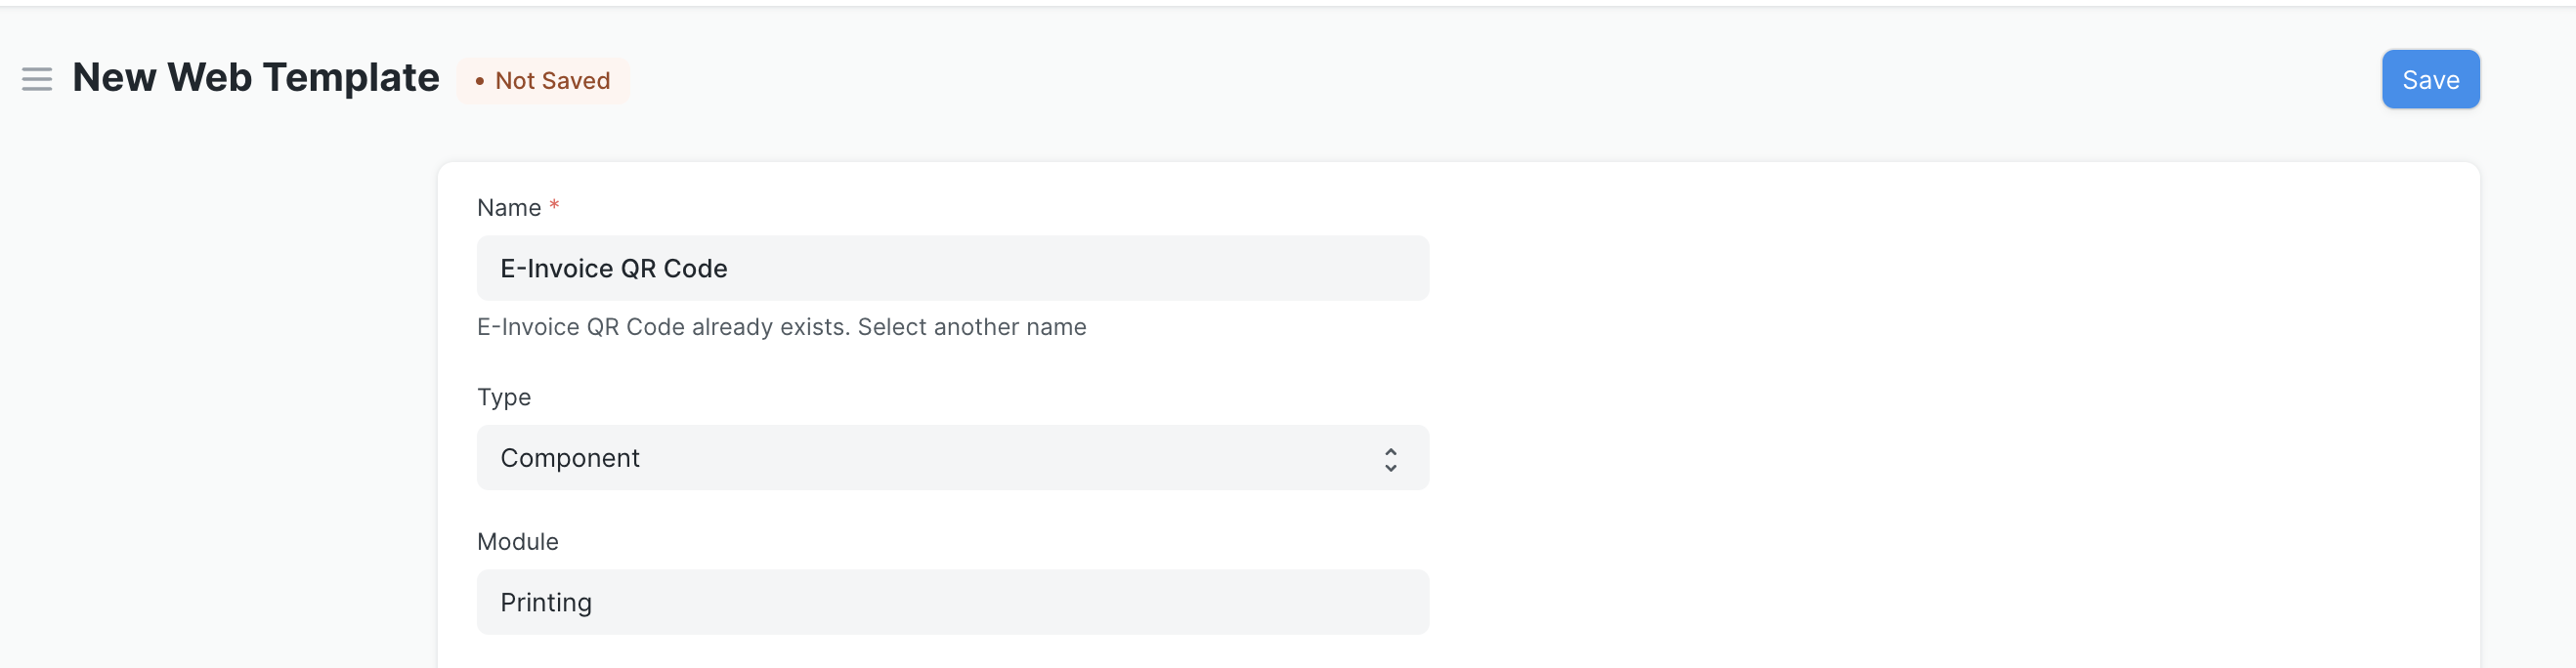 New Web Template
• Not Saved
Save
Name *
E-Invoice QR Code
E-Invoice QR Code already exists. Select another name
Type
Component
Module
Printing